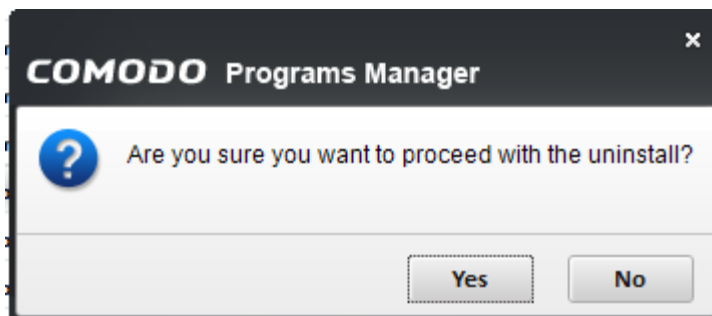 COMODO Programs Manager
Are you sure you want to proceed with the uninstall?
Yes No